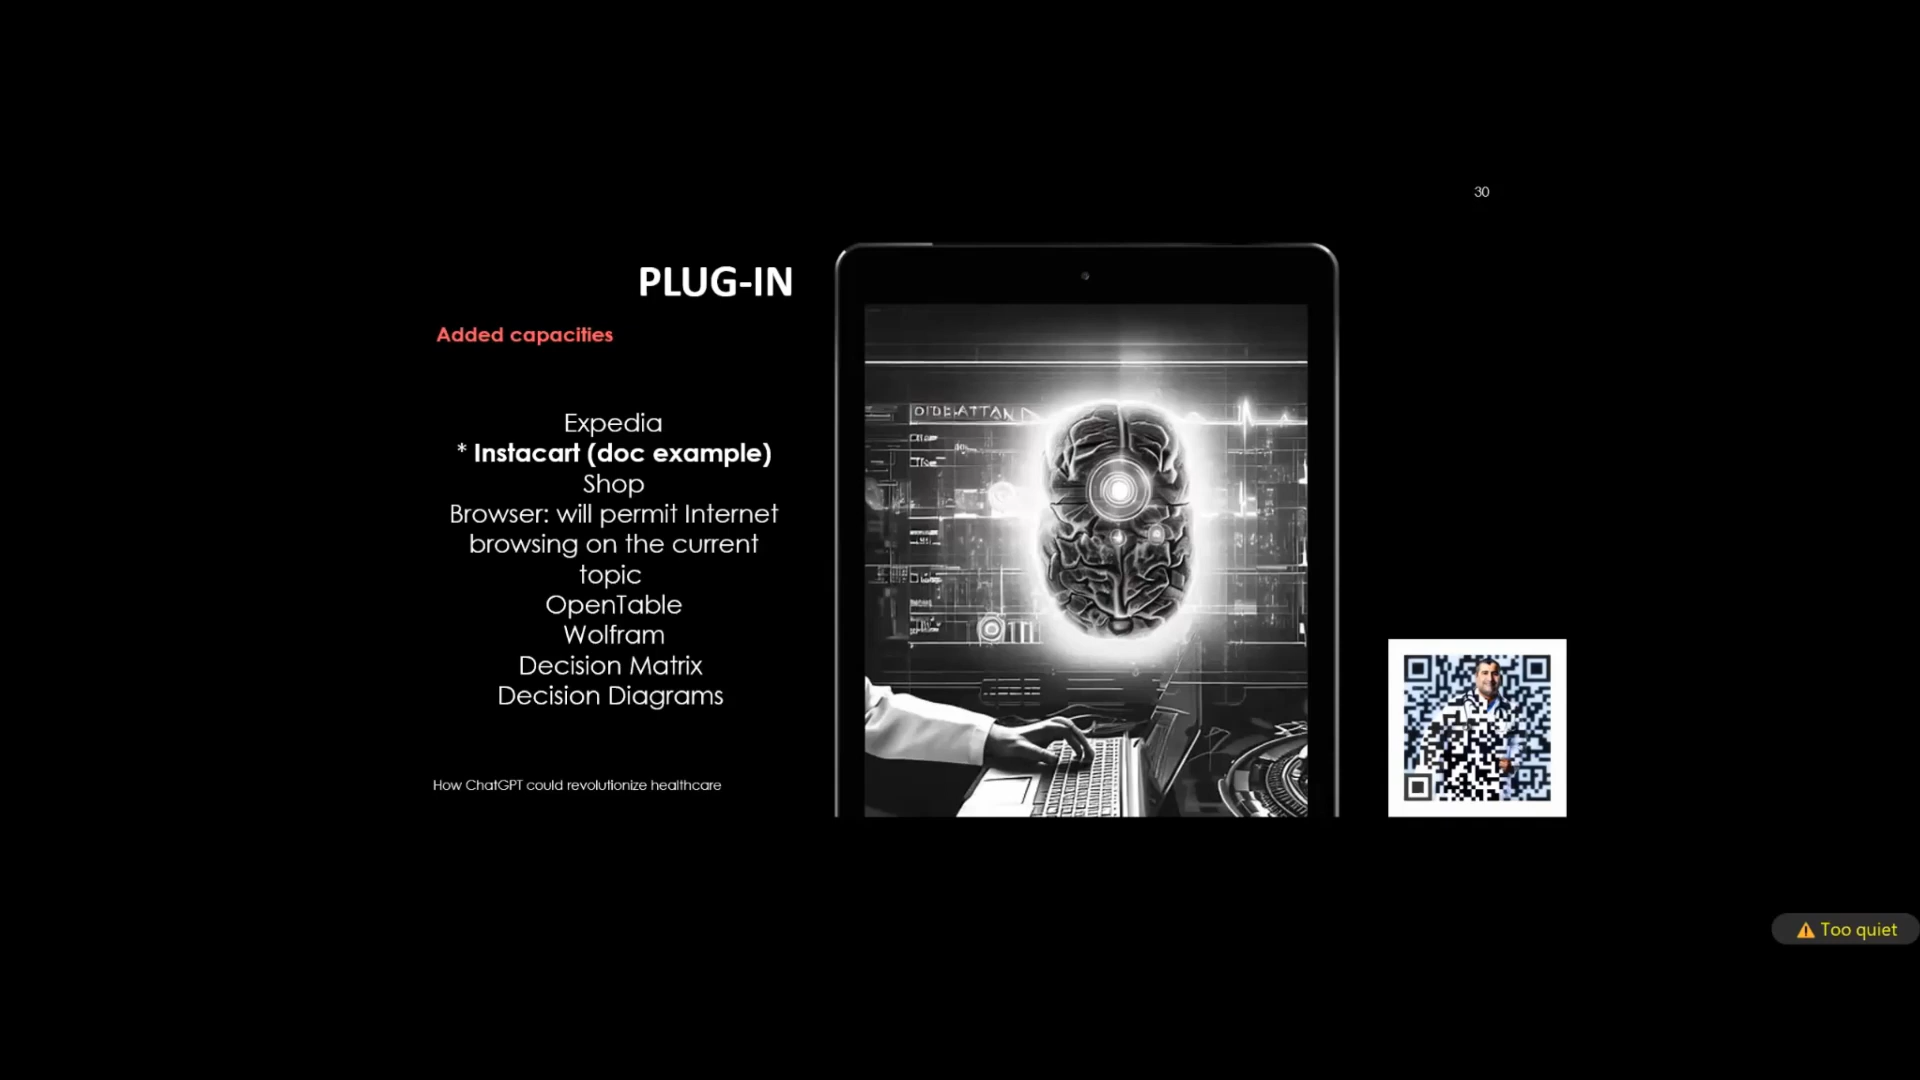 30
PLUG-IN
Added capacities
Expedia
* Instacart (doc example)
Shop
Browser: will permit Internet
browsing on the current
topic
OpenTable
Wolfram
Decision Matrix
Decision Diagrams
How ChatGPT could revolutionize healthcare
Too quiet